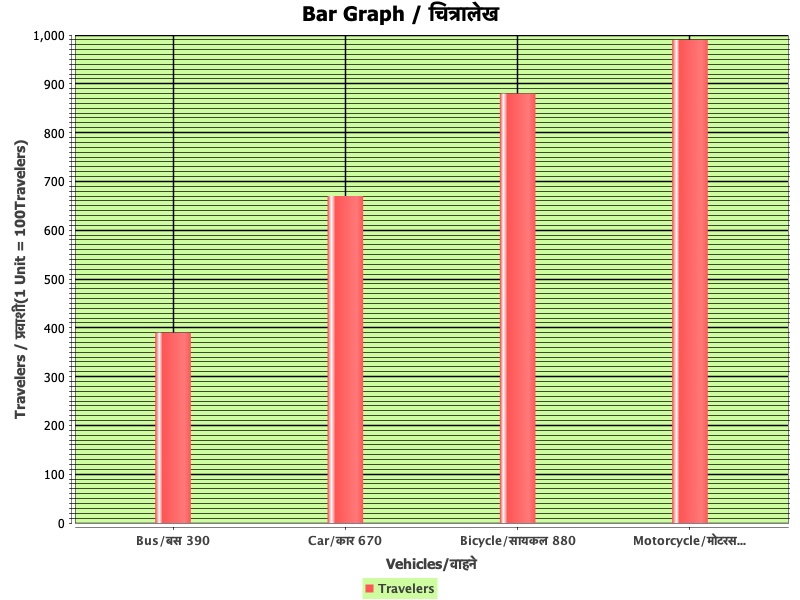 Bar Graph / चित्रालेख
1,000
900
800
700
600
500
400
300
200
100
0
Travelers / प्रवाशी(1 Unit = 100Travelers)
Bus/बस 390
Car/कार 670
Bicycle/सायकल 880
Motorcycle/मोटरस...
Vehicles/वाहने
Travelers